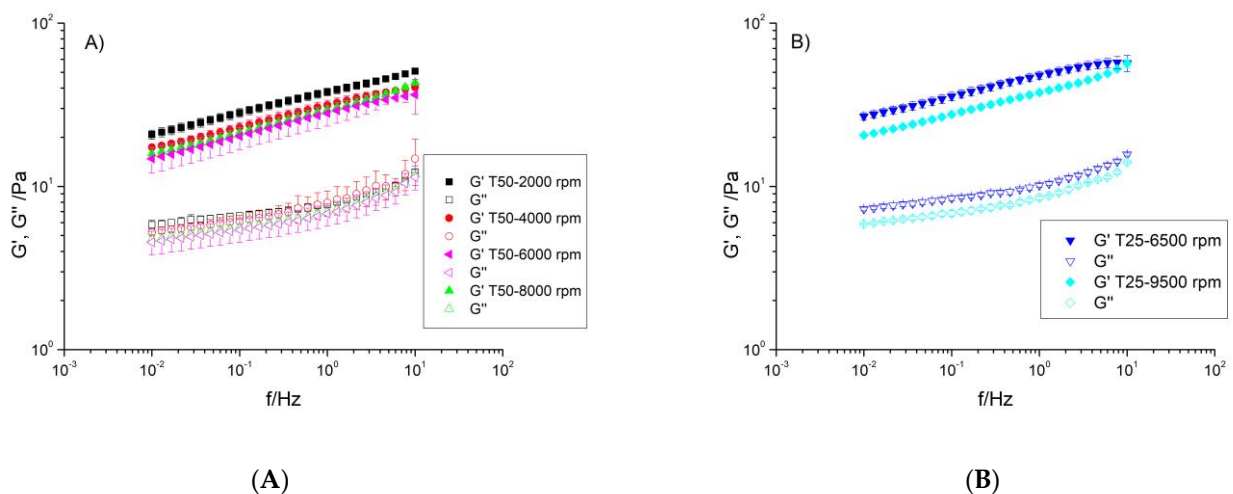 A)
G', G'' /Pa
10²
10¹
10⁰
10⁻³
10⁻²
10⁻¹
10⁰
10¹
10²
f/Hz
G' T50-2000 rpm
G''
G' T50-4000 rpm
G''
G' T50-6000 rpm
G''
G' T50-8000 rpm
G''
(A)
B)
G', G'' /Pa
10²
10¹
10⁰
10⁻³
10⁻²
10⁻¹
10⁰
10¹
10²
f/Hz
G' T25-6500 rpm
G''
G' T25-9500 rpm
G''
(B)